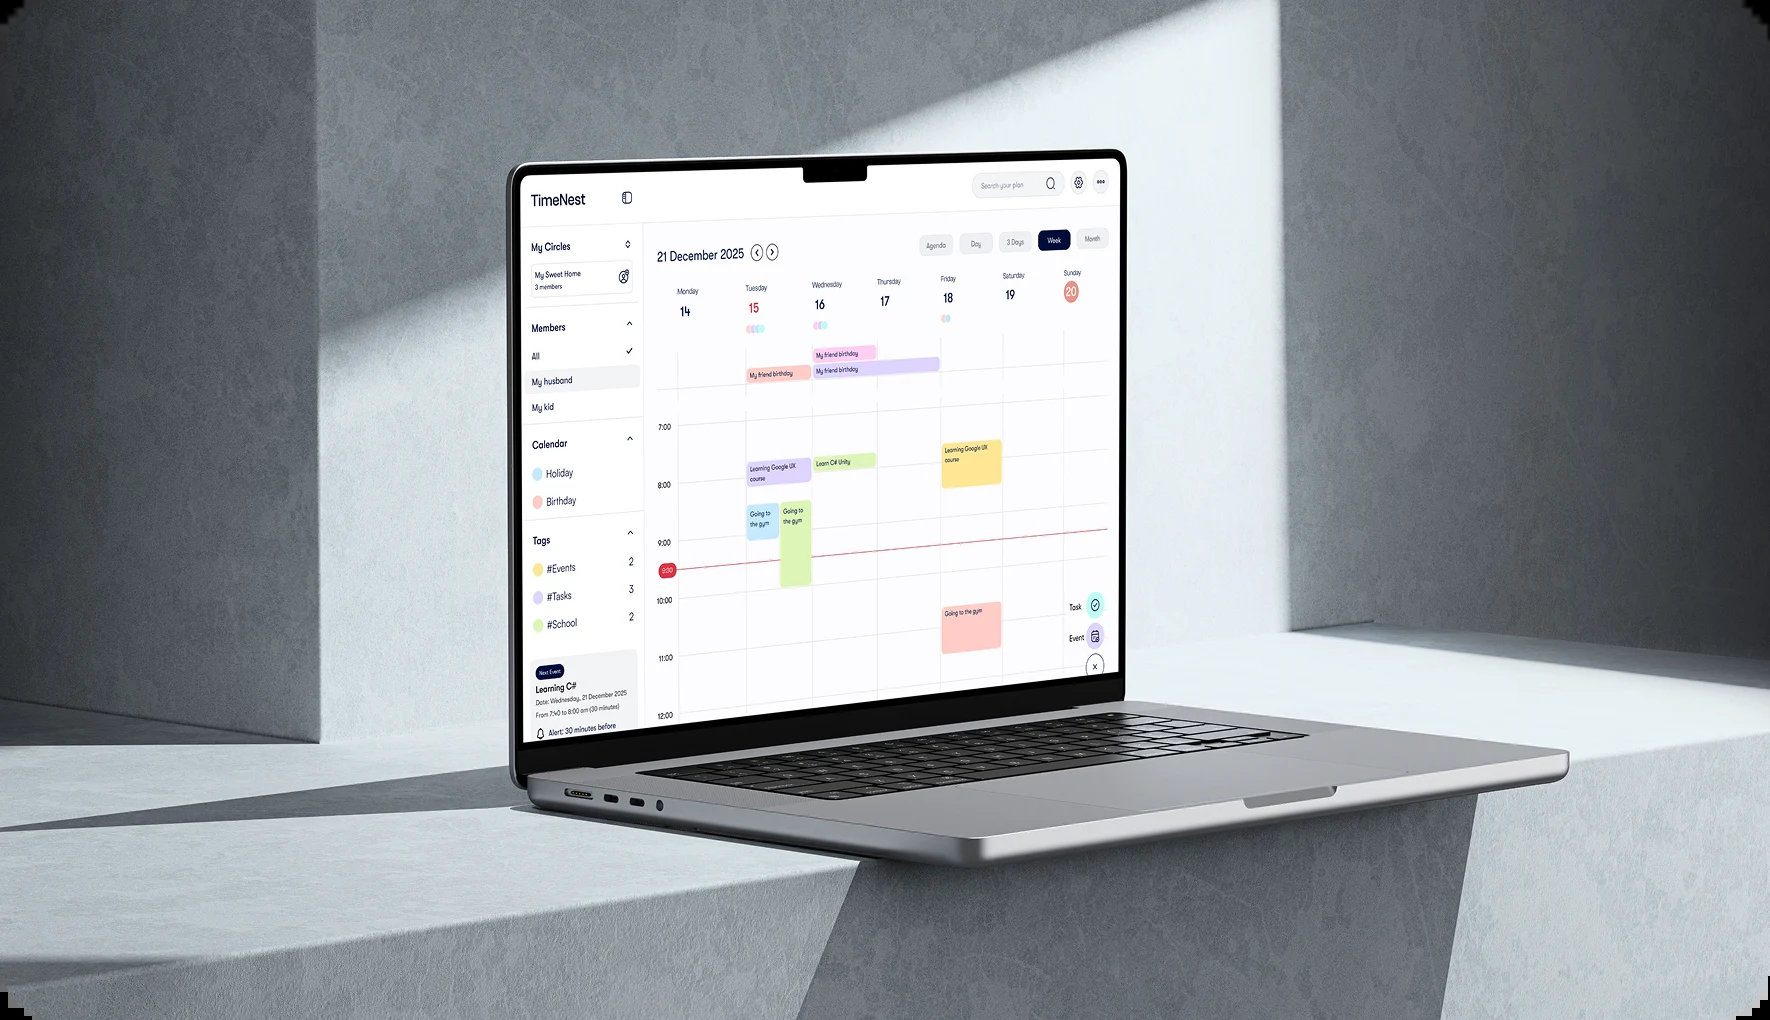 TimeNest
Search your plan
My Circles
My Sweet Home
3 members
Members
All
My husband
My kid
Calendar
Holiday
Birthday
Tags
#Events 2
#Tasks 3
#School 2
Next Event
Learning C#
Date: Wednesday, 21 December 2025
From 7:40 to 8:00 am (30 minutes)
Alert: 30 minutes before
21 December 2025
Agenda
Day
3 Days
Week
Month
Monday
14
Tuesday
15
Wednesday
16
Thursday
17
Friday
18
Saturday
19
Sunday
20
My friend birthday
My friend birthday
My friend birthday
7:00
8:00
9:00
9:30
10:00
11:00
12:00
Learning Google UX
course
Learn C# Unity
Learning Google UX
course
Going to
the gym
Going to
the gym
Going to the gym
Task
Event